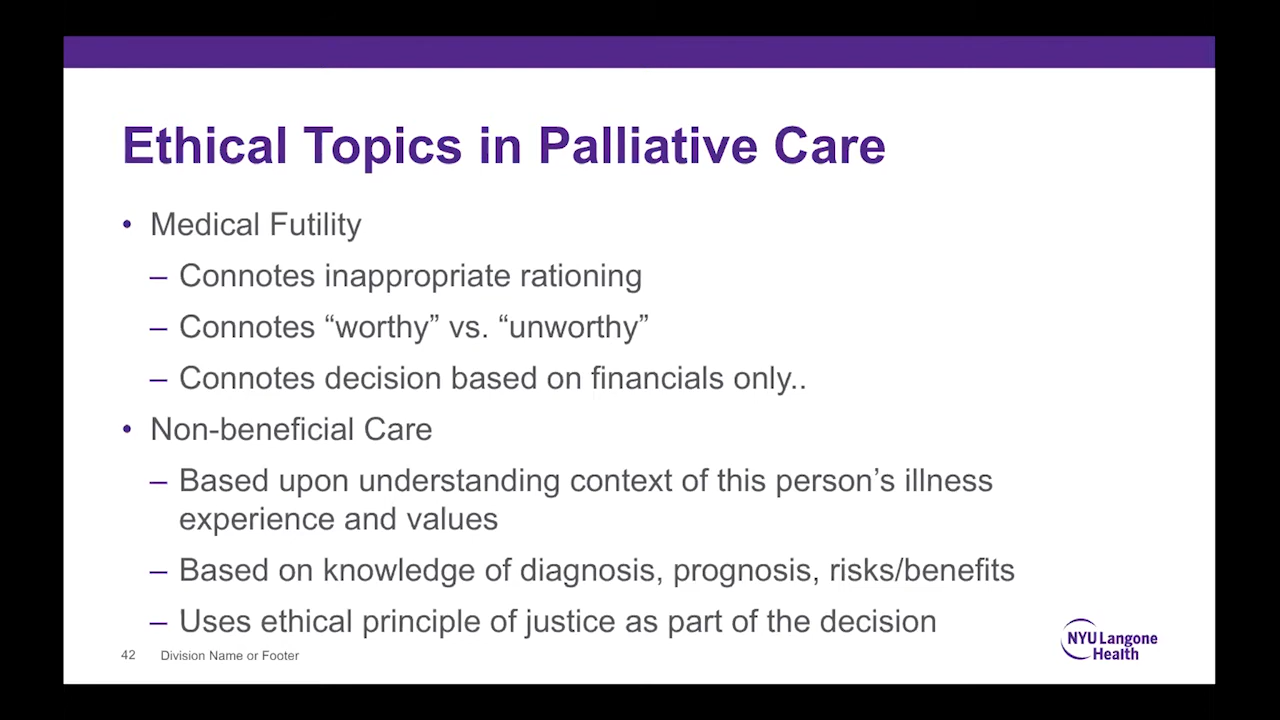 Ethical Topics in Palliative Care
• Medical Futility
– Connotes inappropriate rationing
– Connotes “worthy” vs. “unworthy”
– Connotes decision based on financials only..
• Non-beneficial Care
– Based upon understanding context of this person’s illness
experience and values
– Based on knowledge of diagnosis, prognosis, risks/benefits
– Uses ethical principle of justice as part of the decision
42 Division Name or Footer
NYU Langone
Health